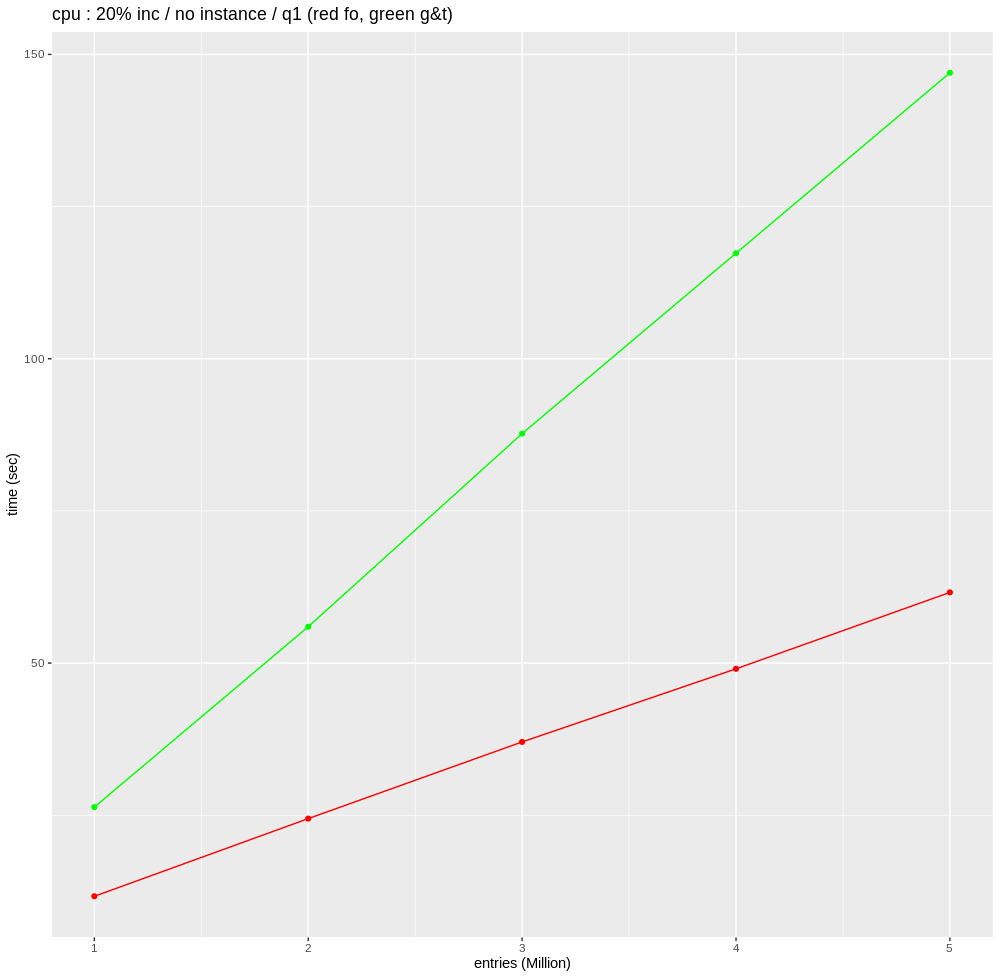 cpu : 20% inc / no instance / q1 (red fo, green g&t)
150
100
50
time (sec)
1 2 3 4 5
entries (Million)